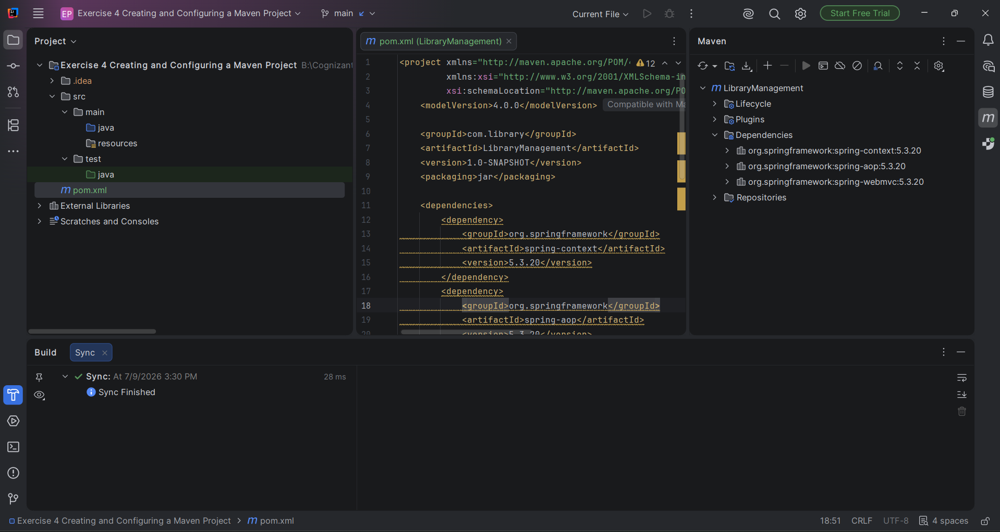 EP Exercise 4 Creating and Configuring a Maven Project main Current File Start Free Trial
Project
Exercise 4 Creating and Configuring a Maven Project B:\Cognizant
.idea
src
main
java
resources
test
java
m pom.xml
External Libraries
Scratches and Consoles
m pom.xml (LibraryManagement)
12
1 <project xmlns="http://maven.apache.org/POM/
2 xmlns:xsi="http://www.w3.org/2001/XMLSchema-in
3 xsi:schemaLocation="http://maven.apache.org/PO
4 <modelVersion>4.0.0</modelVersion> Compatible with Ma
5
6 <groupId>com.library</groupId>
7 <artifactId>LibraryManagement</artifactId>
8 <version>1.0-SNAPSHOT</version>
9 <packaging>jar</packaging>
10
11 <dependencies>
12 <dependency>
13 <groupId>org.springframework</groupId>
14 <artifactId>spring-context</artifactId>
15 <version>5.3.20</version>
16 </dependency>
17 <dependency>
18 <groupId>org.springframework</groupId>
19 <artifactId>spring-aop</artifactId>
20 <version>5.3.20</version>
Maven
m LibraryManagement
Lifecycle
Plugins
Dependencies
org.springframework:spring-context:5.3.20
org.springframework:spring-aop:5.3.20
org.springframework:spring-webmvc:5.3.20
Repositories
m
Build Sync
Sync: At 7/9/2026 3:30 PM 28 ms
Sync Finished
Exercise 4 Creating and Configuring a Maven Project > m pom.xml 18:51 CRLF UTF-8 4 spaces